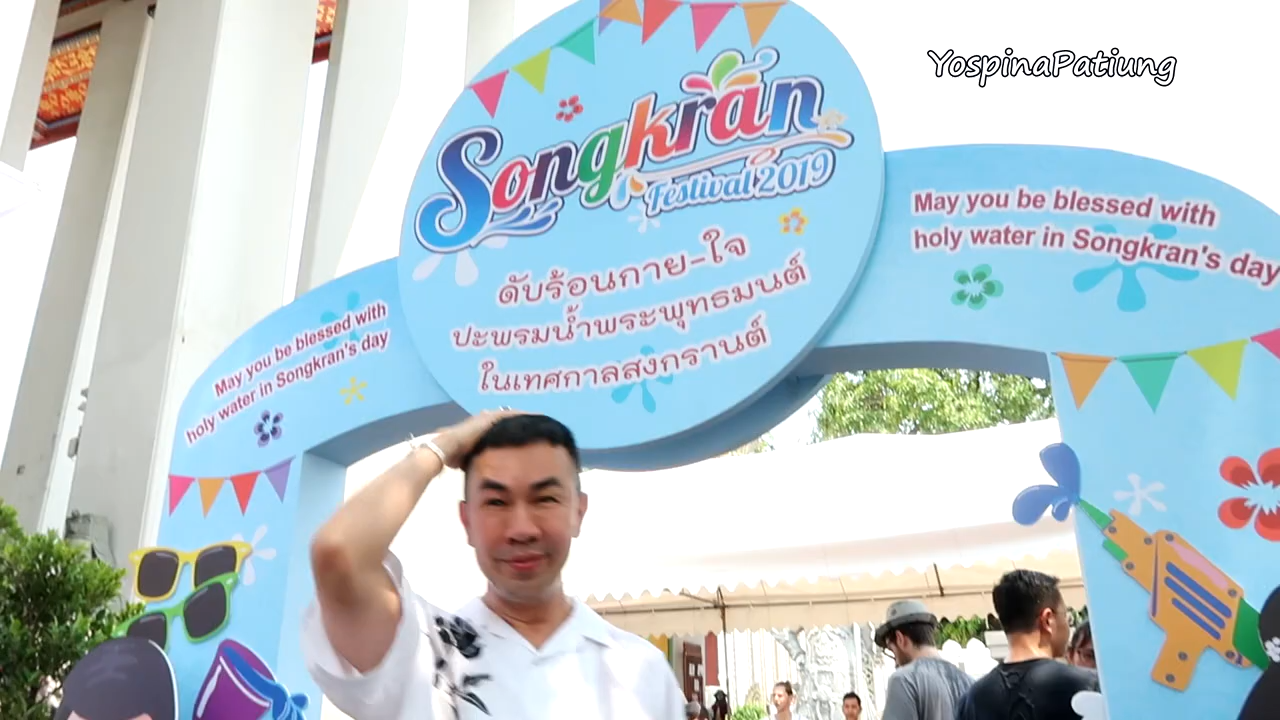 YospinaPatiung
Songkran
Festival 2019
ดับร้อนกาย-ใจ
ปะพรมน้ำพระพุทธมนต์
ในเทศกาลสงกรานต์
May you be blessed with
holy water in Songkran's day
May you be blessed with
holy water in Songkran's day